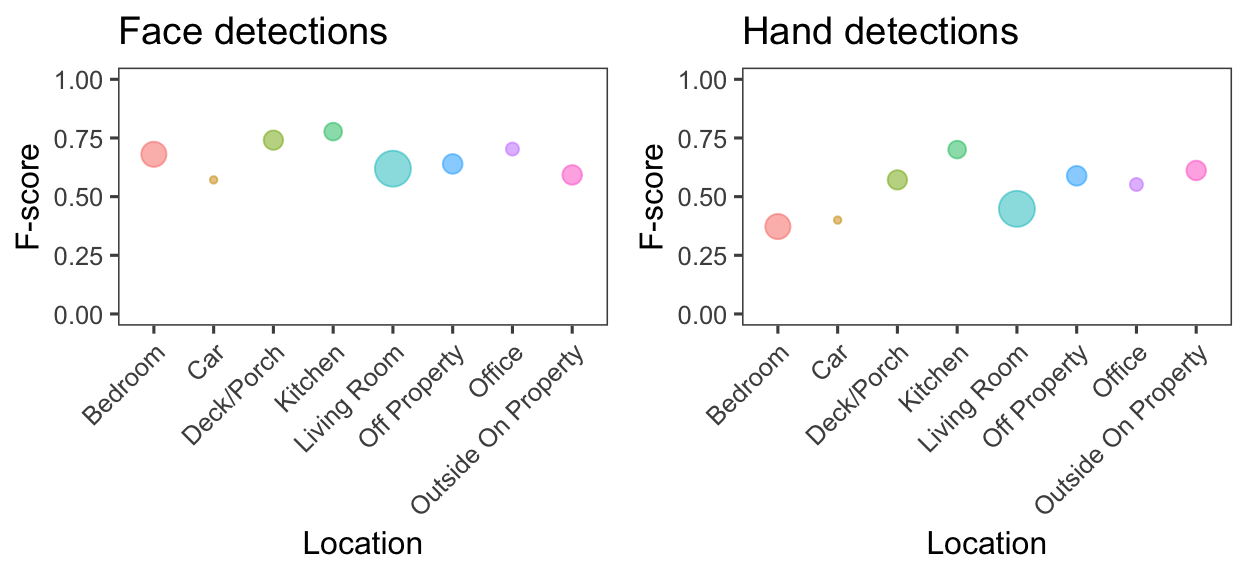 Face detections
F-score
1.00
0.75
0.50
0.25
0.00
Bedroom
Car
Deck/Porch
Kitchen
Living Room
Off Property
Office
Outside On Property
Location
Hand detections
F-score
1.00
0.75
0.50
0.25
0.00
Bedroom
Car
Deck/Porch
Kitchen
Living Room
Off Property
Office
Outside On Property
Location